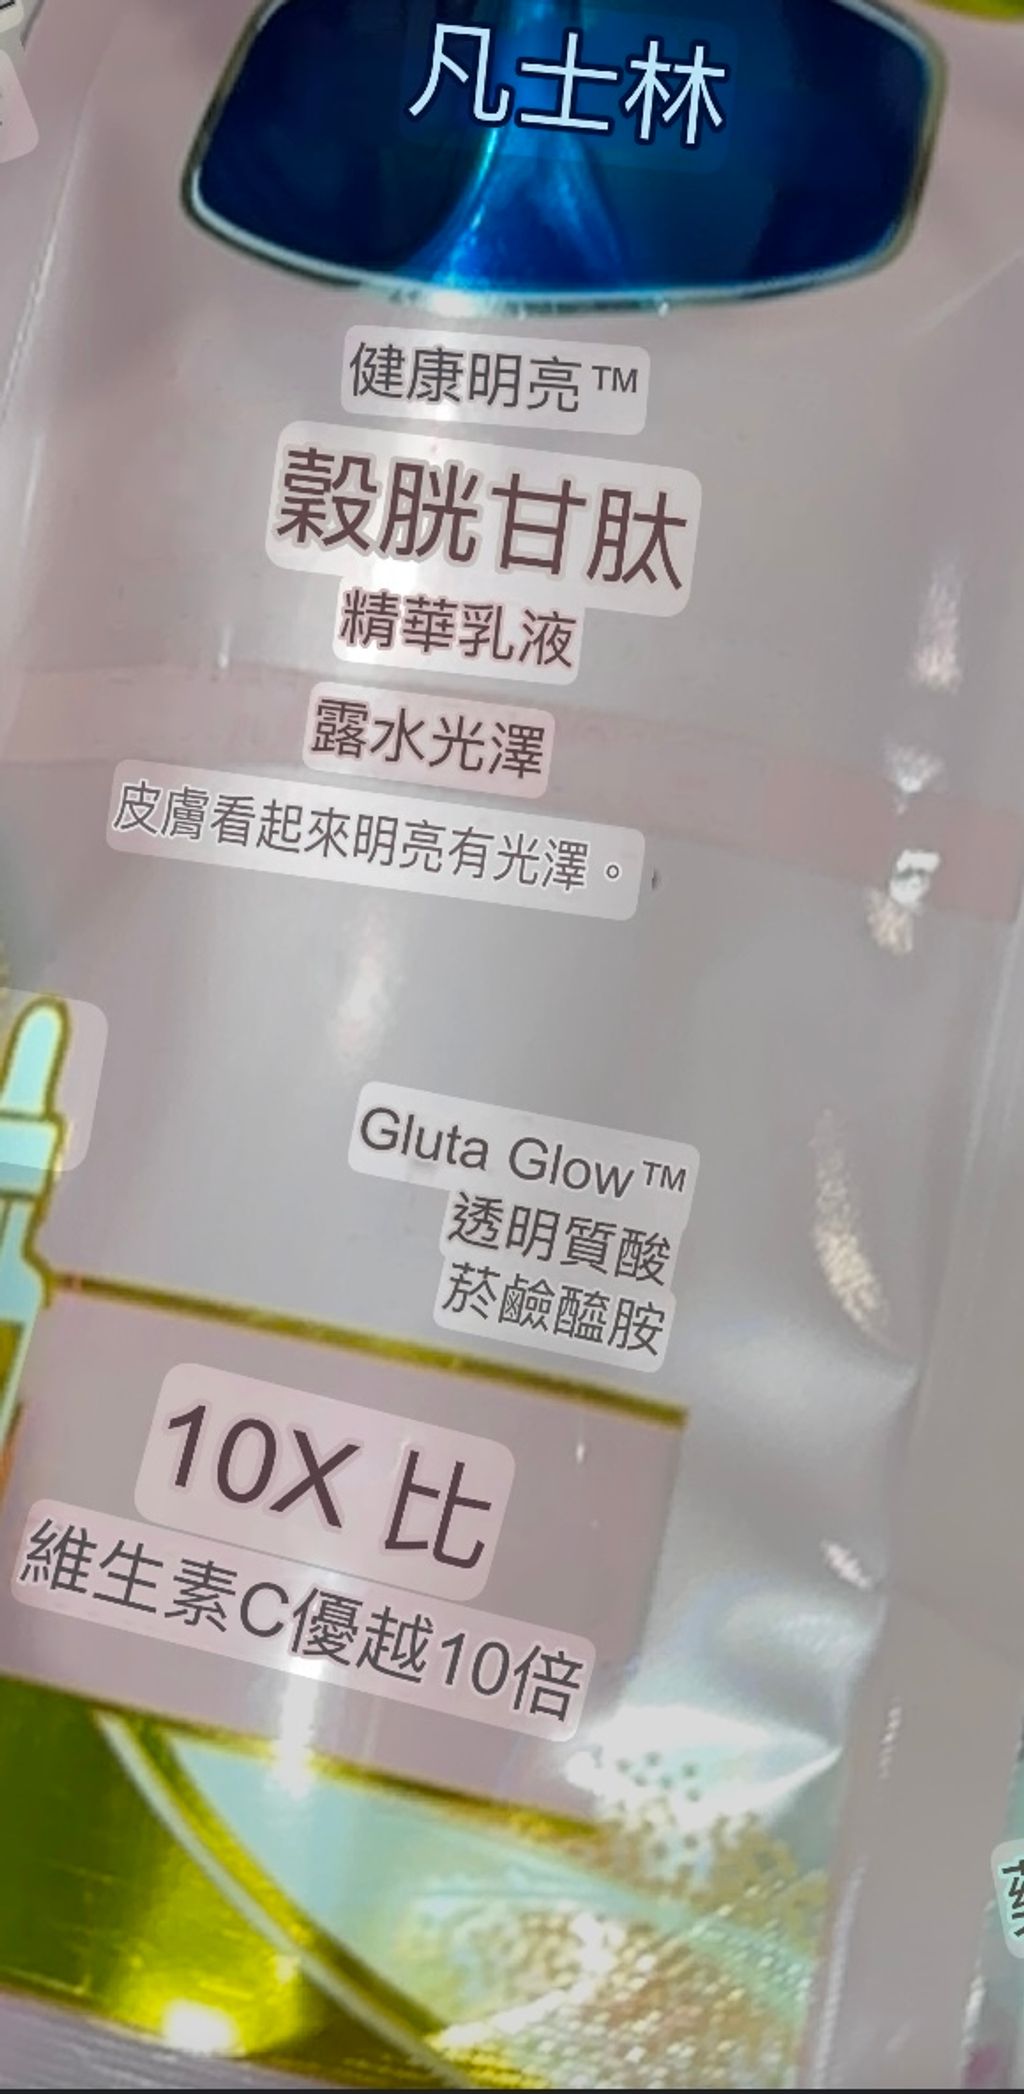 凡士林
健康明亮™
穀胱甘肽
精華乳液
露水光澤
皮膚看起來明亮有光澤。
Gluta Glow™
透明質酸
菸鹼醯胺
10X 比
維生素C優越10倍